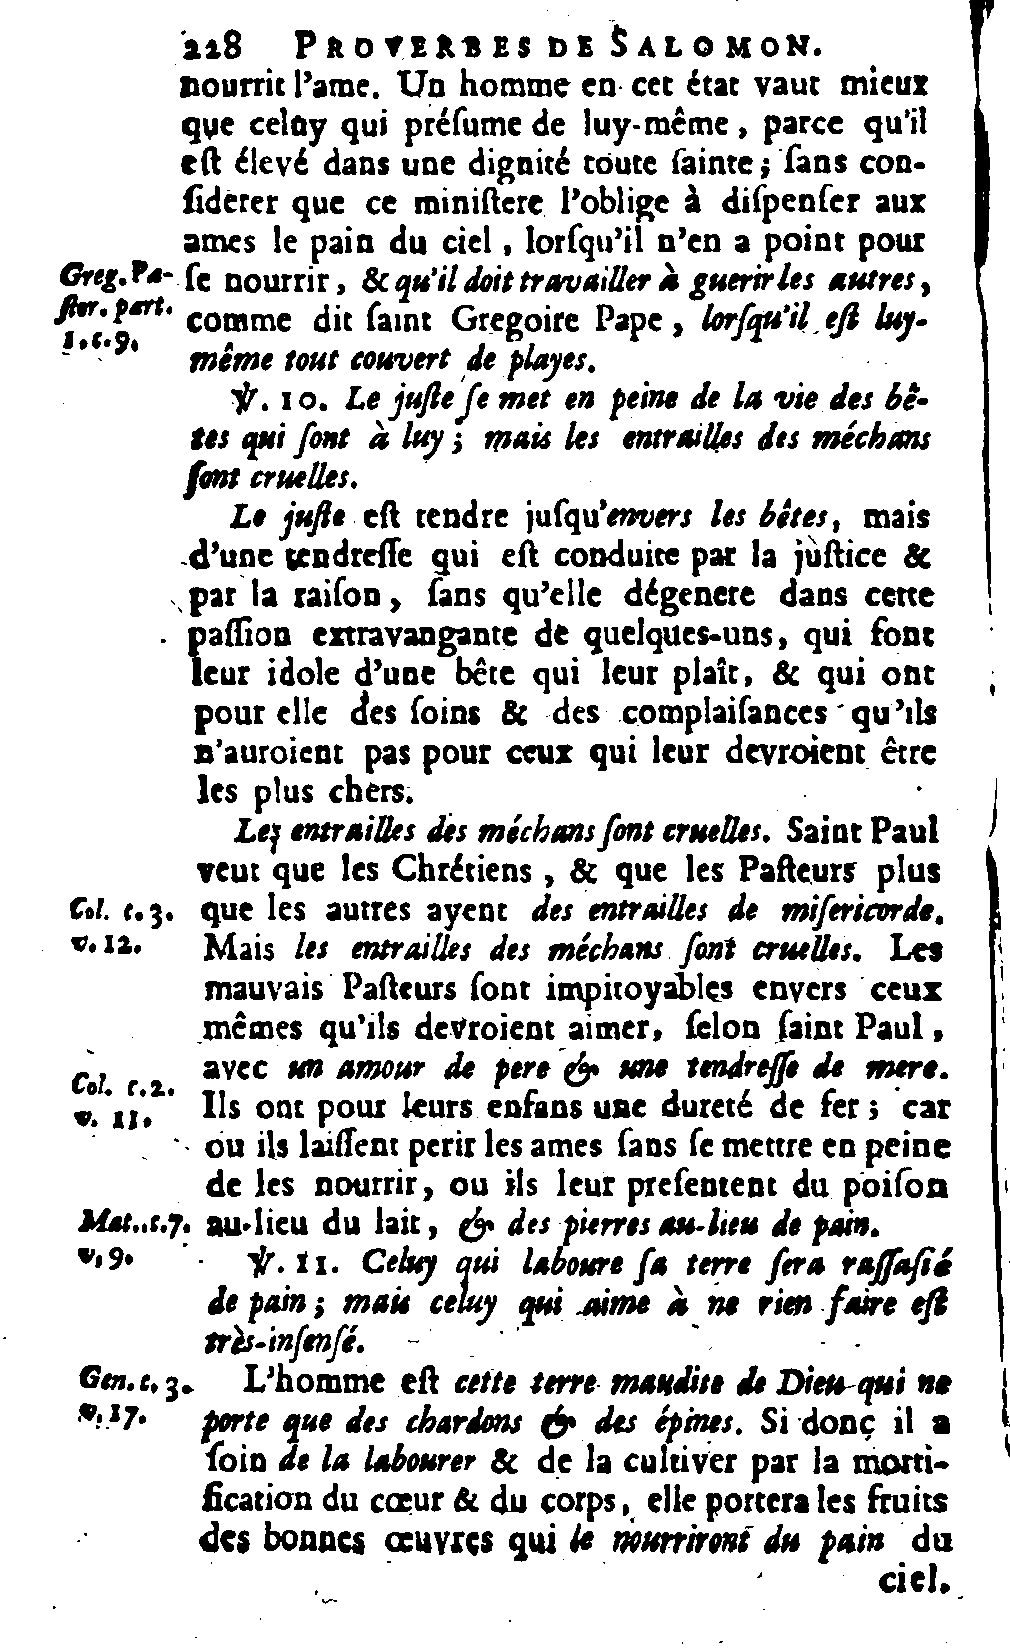 228 PROVERBES DE SALOMON.
nourrit l'ame. Un homme en cet état vaut mieux
que celuy qui préſume de luy-même, parce qu'il
eſt élevé dans une dignité toute ſainte; ſans con-
ſiderer que ce miniſtere l'oblige à diſpenſer aux
ames le pain du ciel, lorſqu'il n'en a point pour
Greg. Pa-
ſtor. part.
1. c. 9.
ſe nourrir, & qu'il doit travailler à guerir les autres,
comme dit ſaint Gregoire Pape, lorſqu'il eſt luy-
même tout couvert de playes.
℣. 10. Le juſte ſe met en peine de la vie des bê-
tes qui ſont à luy; mais les entrailles des méchans
ſont cruelles.
Le juſte eſt tendre juſqu'envers les bêtes, mais
d'une tendreſſe qui eſt conduite par la juſtice &
par la raiſon, ſans qu'elle dégenere dans cette
paſſion extravangante de quelques-uns, qui font
leur idole d'une bête qui leur plaît, & qui ont
pour elle des ſoins & des complaiſances qu'ils
n'auroient pas pour ceux qui leur devroient être
les plus chers.
Les entrailles des méchans ſont cruelles. Saint Paul
veut que les Chrétiens, & que les Paſteurs plus
Col. c. 3.
v. 12.
que les autres ayent des entrailles de miſericorde.
Mais les entrailles des méchans ſont cruelles. Les
mauvais Paſteurs ſont impitoyables envers ceux
mêmes qu'ils devroient aimer, ſelon ſaint Paul,
avec un amour de pere & une tendreſſe de mere.
Col. c. 2.
v. 11.
Ils ont pour leurs enfans une dureté de fer; car
ou ils laiſſent perir les ames ſans ſe mettre en peine
de les nourrir, ou ils leur preſentent du poiſon
Mat. c. 7.
v. 9.
au-lieu du lait, & des pierres au-lieu de pain.
℣. 11. Celuy qui laboure ſa terre ſera raſſaſié
de pain; mais celuy qui aime à ne rien faire eſt
très-inſenſé.
Gen. c. 3.
v. 17.
L'homme eſt cette terre maudite de Dieu qui ne
porte que des chardons & des épines. Si donc il a
ſoin de la labourer & de la cultiver par la morti-
fication du cœur & du corps, elle portera les fruits
des bonnes œuvres qui le nourriront du pain du
ciel.